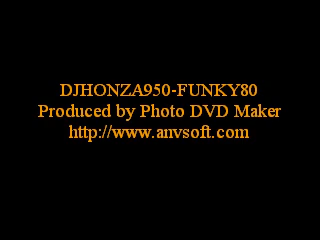 DJHONZA950-FUNKY80
Produced by Photo DVD Maker
http://www.anvsoft.com